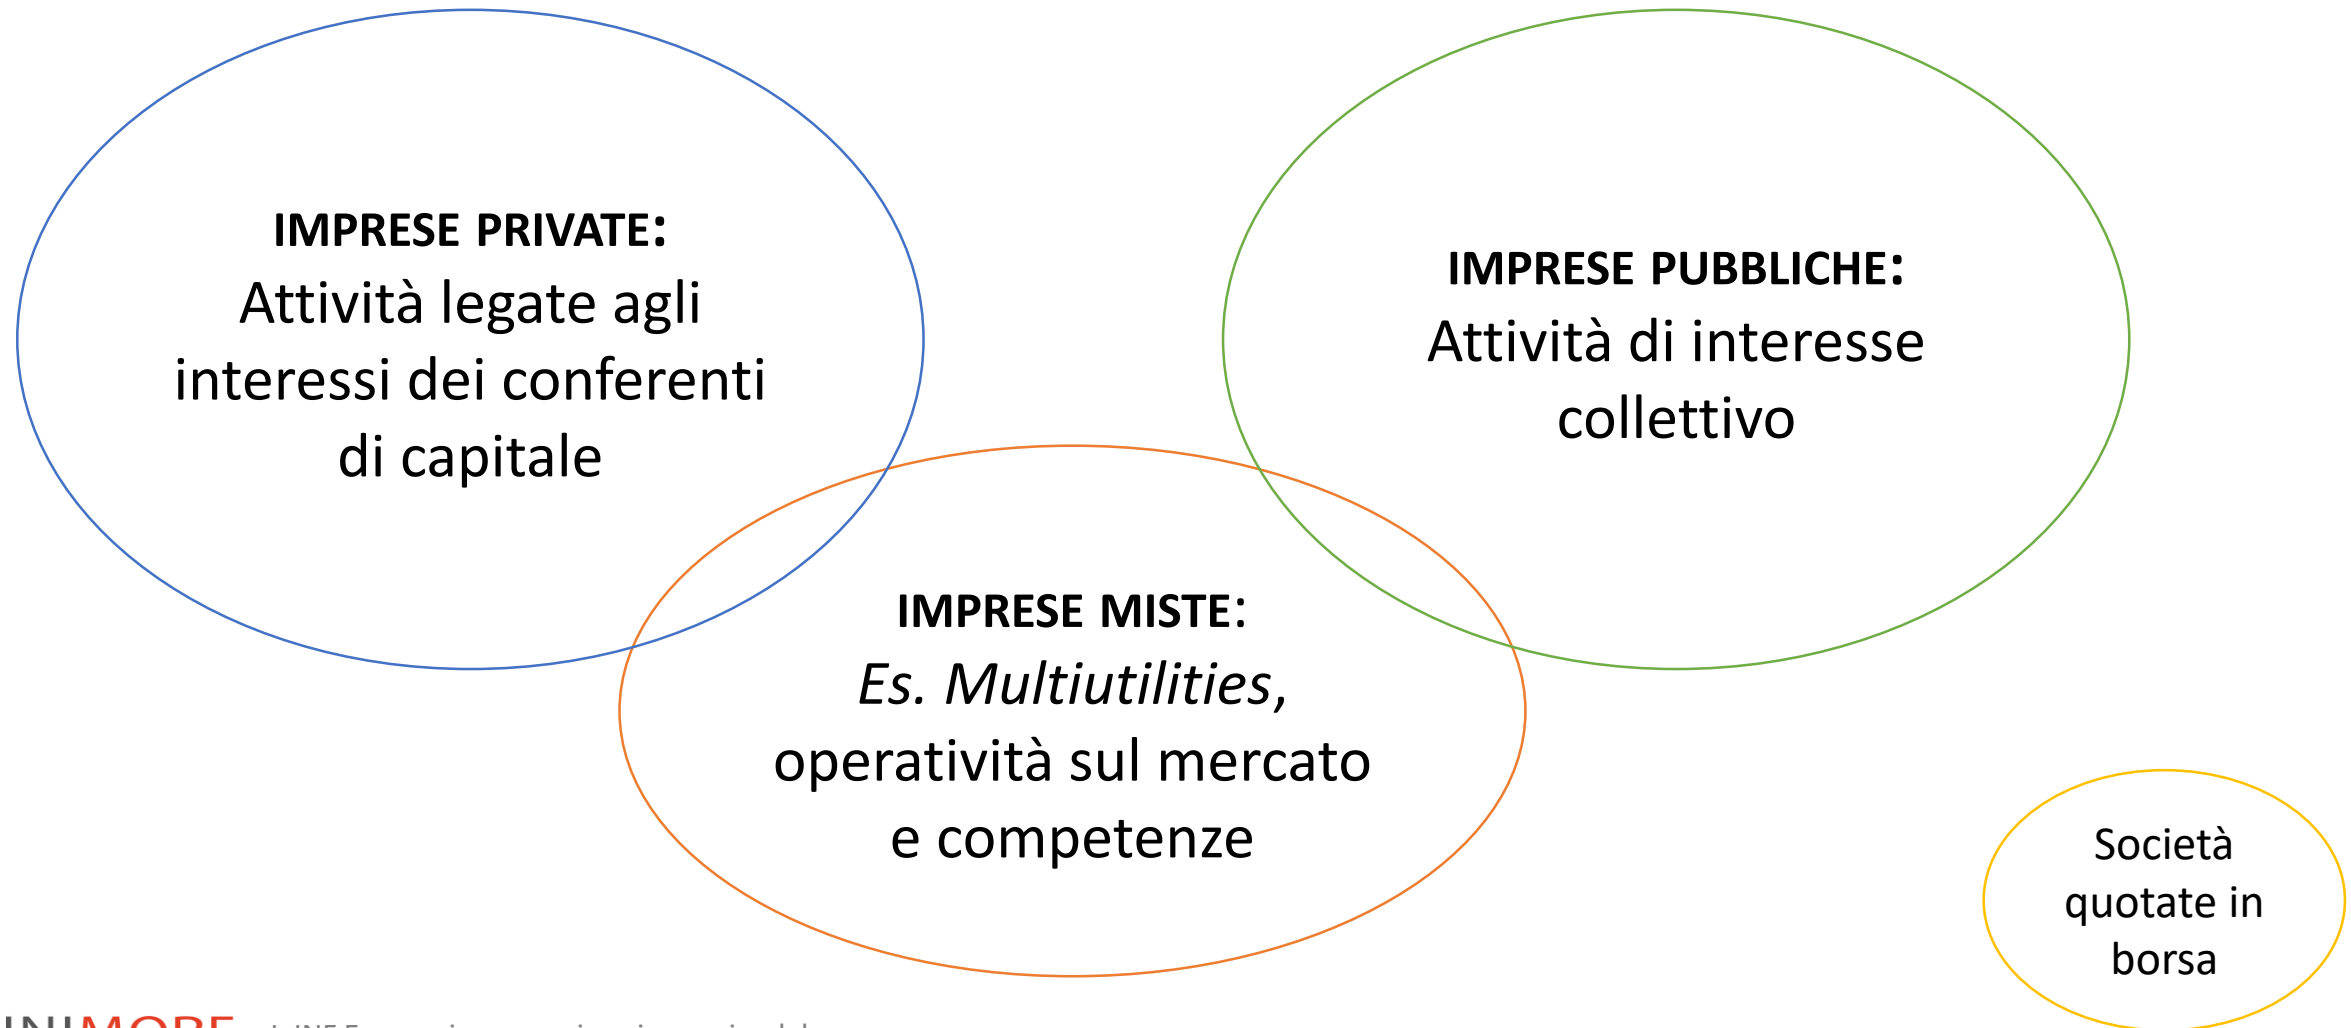 IMPRESE PRIVATE:
Attività legate agli
interessi dei conferenti
di capitale
IMPRESE PUBBLICHE:
Attività di interesse
collettivo
IMPRESE MISTE:
Es. Multiutilities,
operatività sul mercato
e competenze
Società
quotate in
borsa